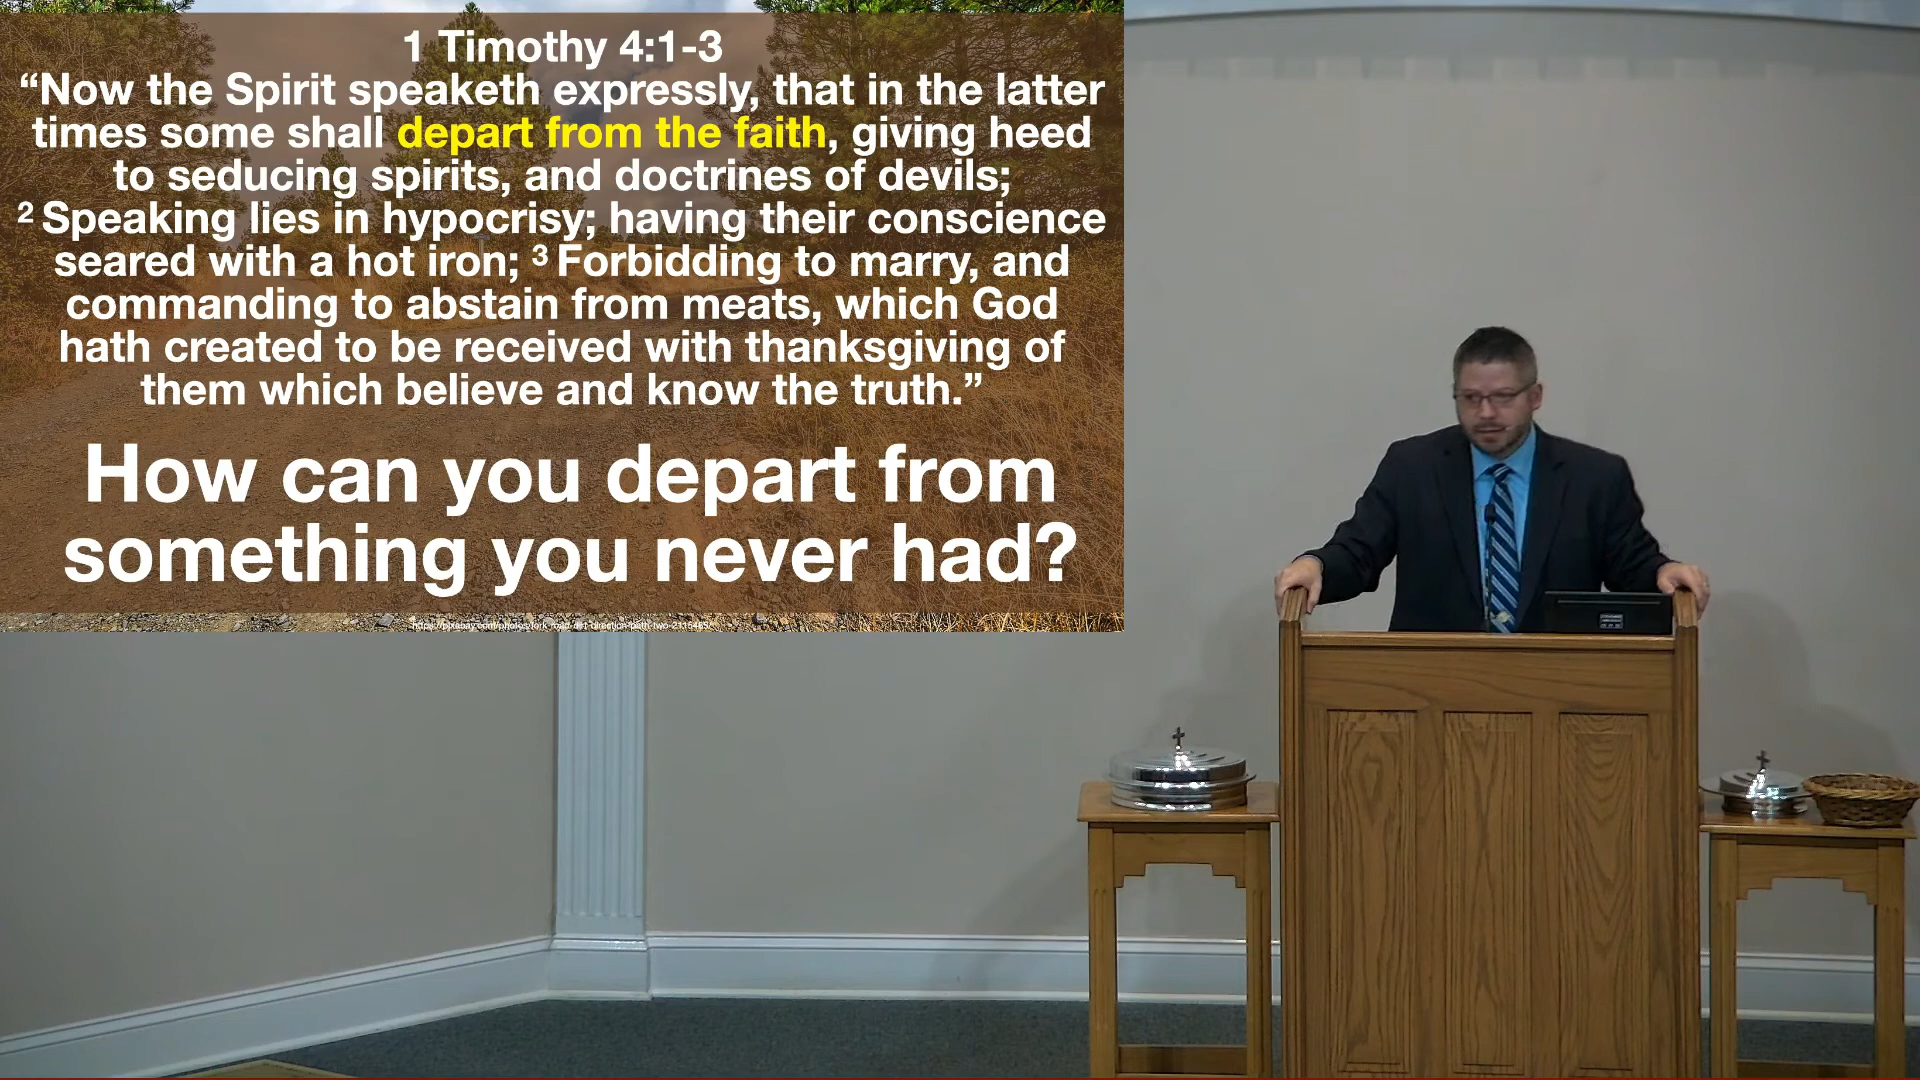 1 Timothy 4:1-3
“Now the Spirit speaketh expressly, that in the latter
times some shall depart from the faith, giving heed
to seducing spirits, and doctrines of devils;
² Speaking lies in hypocrisy; having their conscience
seared with a hot iron; ³ Forbidding to marry, and
commanding to abstain from meats, which God
hath created to be received with thanksgiving of
them which believe and know the truth.”
How can you depart from
something you never had?